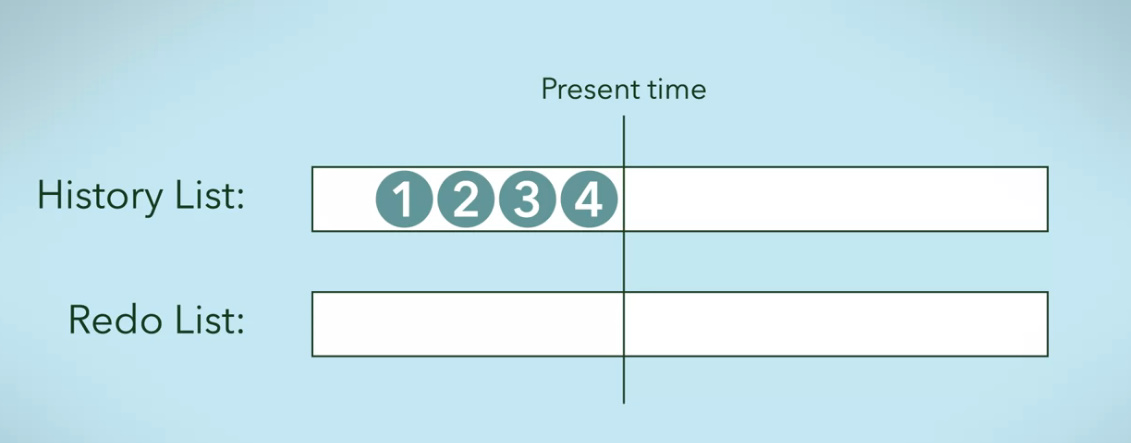 Present time
History List:
1 2 3 4
Redo List: